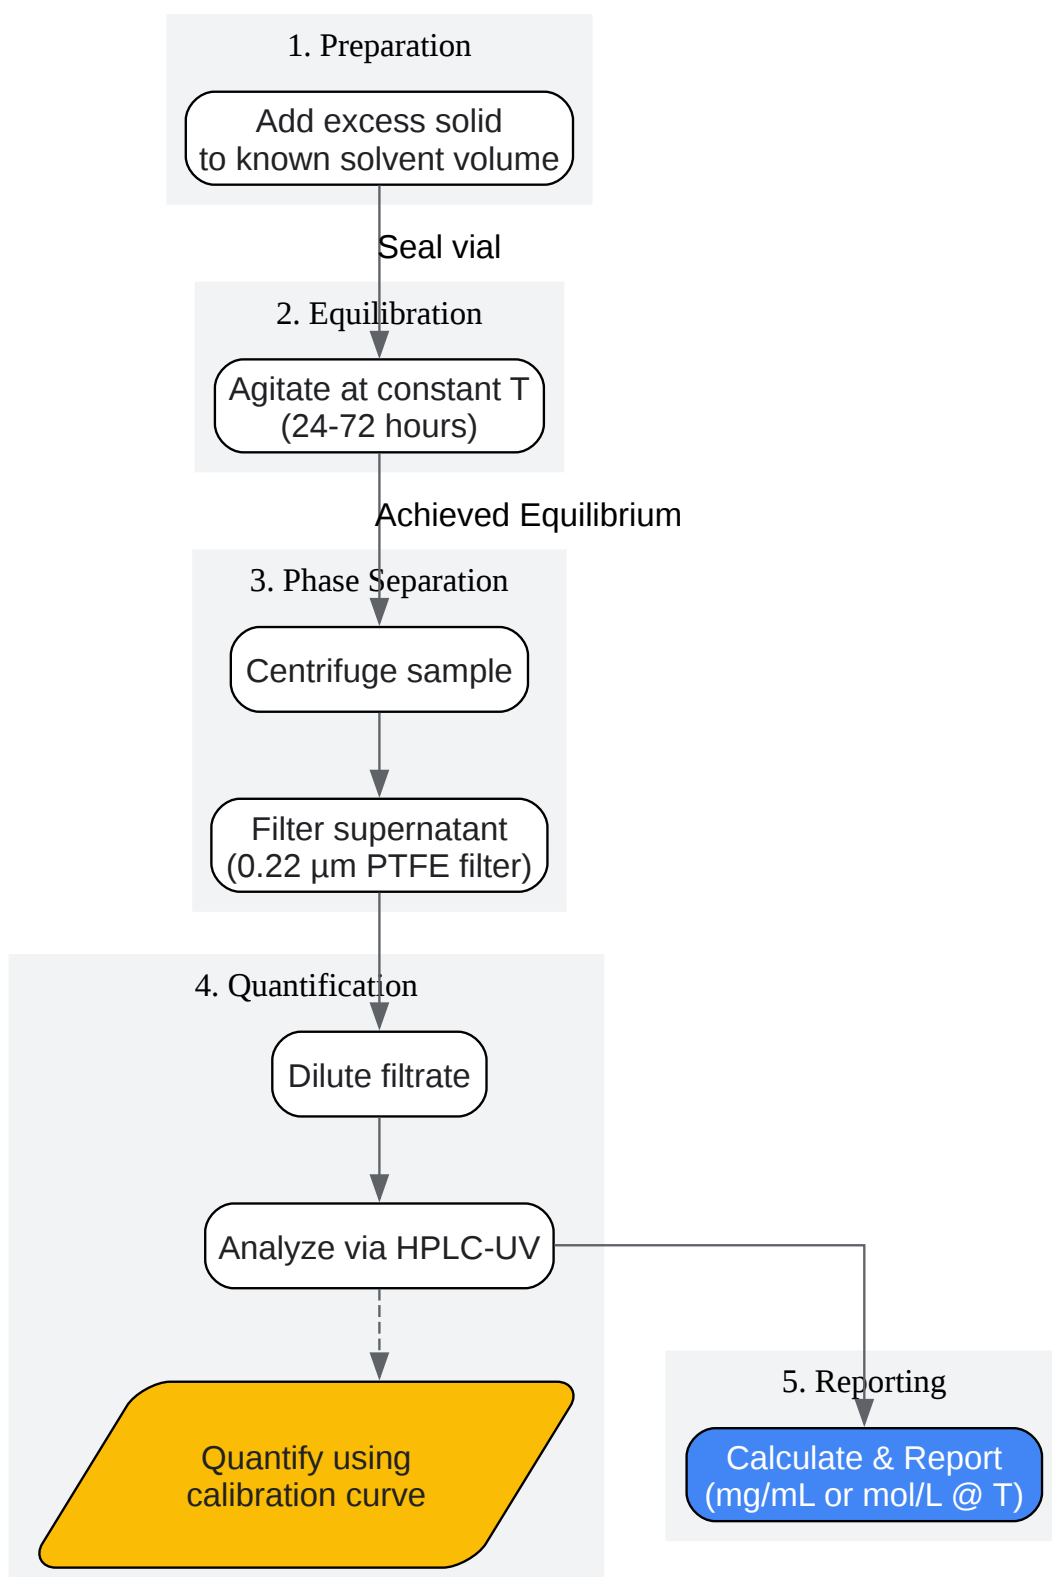 1. Preparation
Add excess solid
to known solvent volume
Seal vial
2. Equilibration
Agitate at constant T
(24-72 hours)
Achieved Equilibrium
3. Phase Separation
Centrifuge sample
Filter supernatant
(0.22 µm PTFE filter)
4. Quantification
Dilute filtrate
Analyze via HPLC-UV
Quantify using
calibration curve
5. Reporting
Calculate & Report
(mg/mL or mol/L @ T)